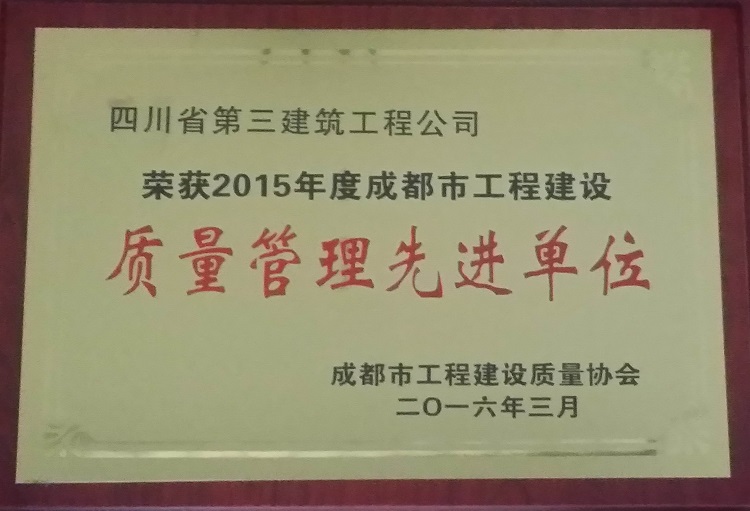 四川省第三建筑工程公司
荣获2015年度成都市工程建设
质量管理先进单位
成都市工程建设质量协会
二〇一六年三月